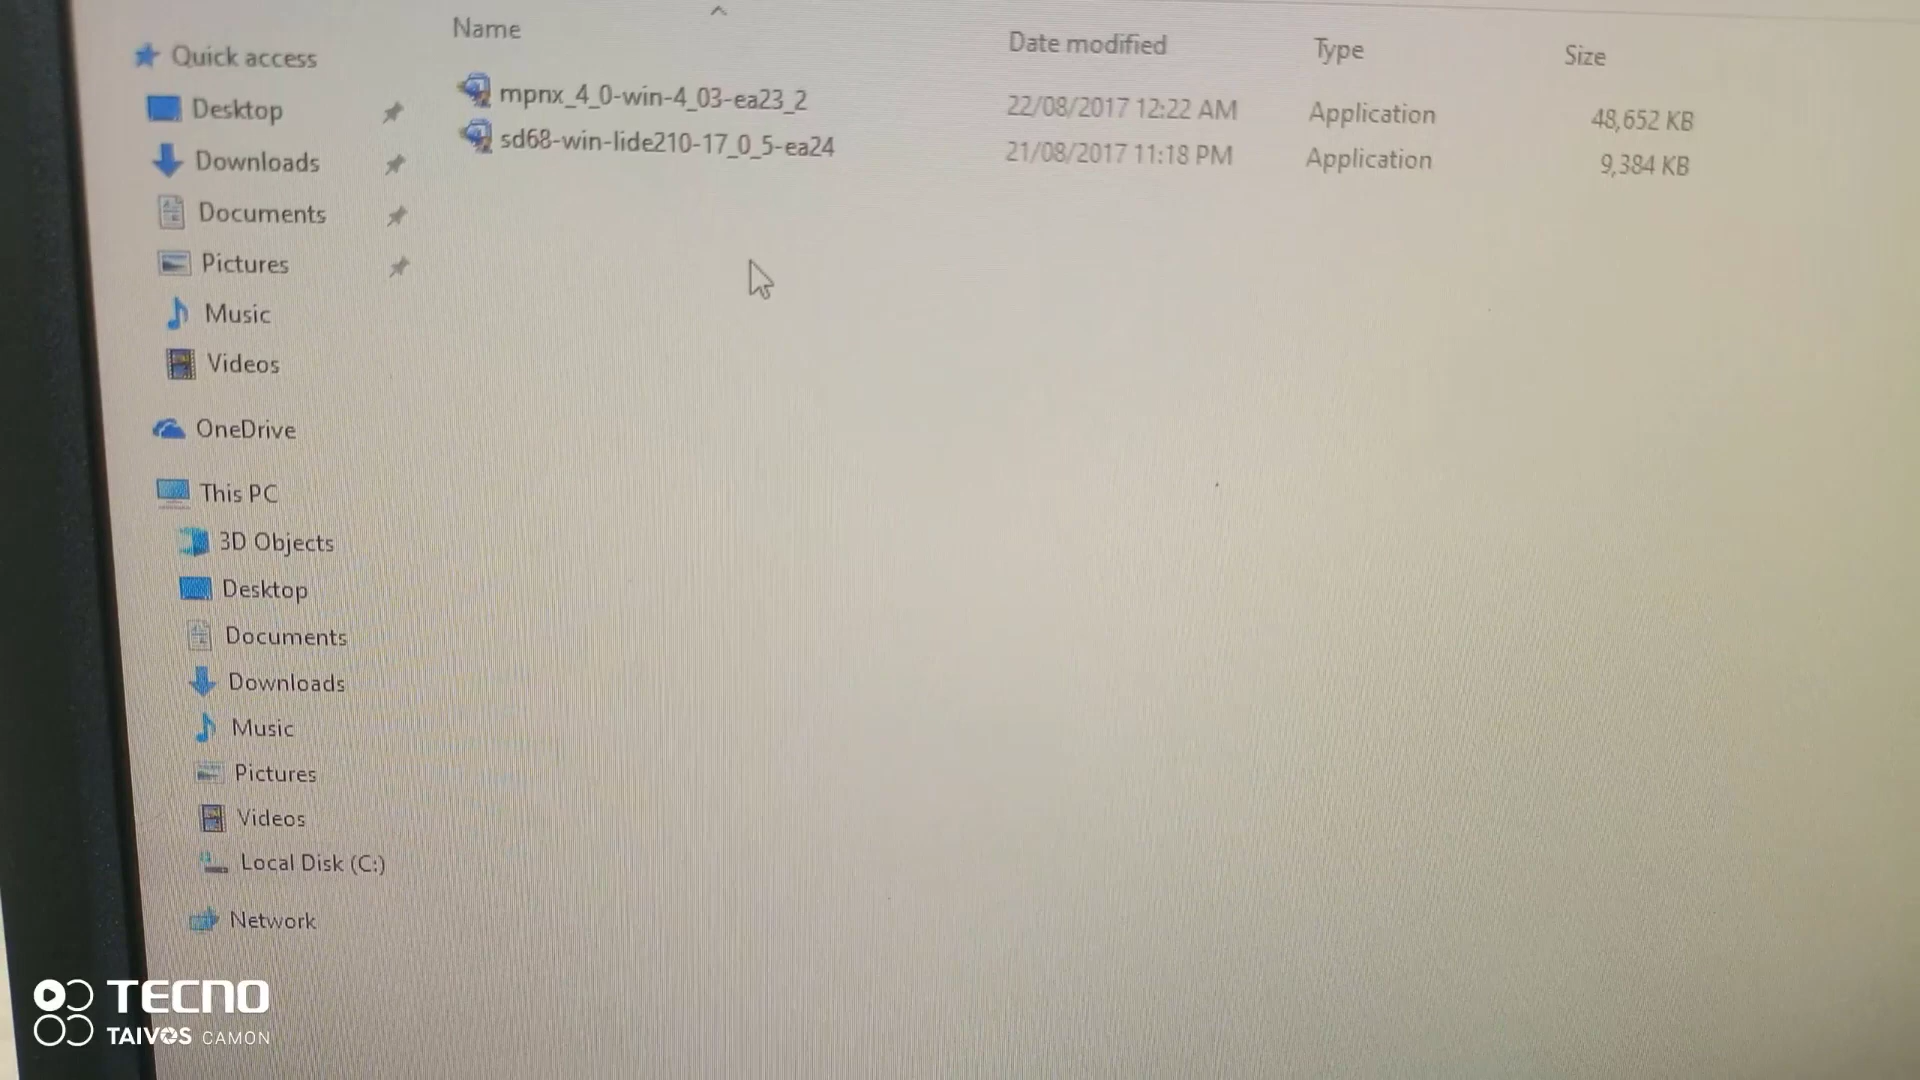 Name
Date modified
Type
Size
Quick access
Desktop
Downloads
Documents
Pictures
Music
Videos
OneDrive
This PC
3D Objects
Desktop
Documents
Downloads
Music
Pictures
Videos
Local Disk (C:)
Network
mpnx_4_0-win-4_03-ea23_2 22/08/2017 12:22 AM Application 48,652 KB
sd68-win-lide210-17_0_5-ea24 21/08/2017 11:18 PM Application 9,384 KB
TECNO
TAIVOS CAMON